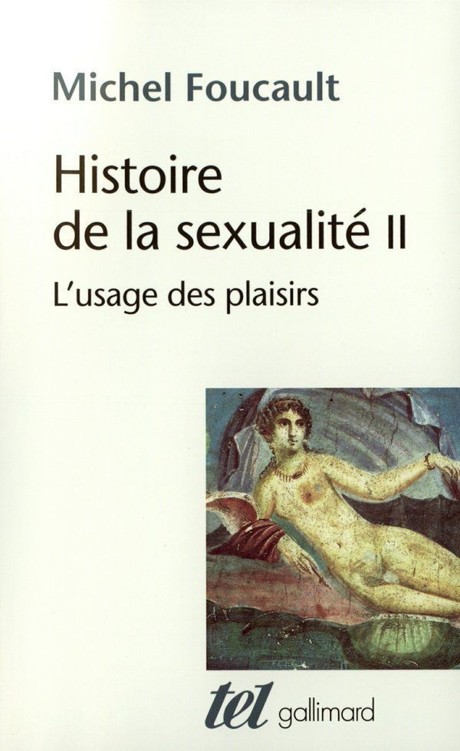 Michel Foucault
Histoire
de la sexualité II
L'usage des plaisirs
tel gallimard